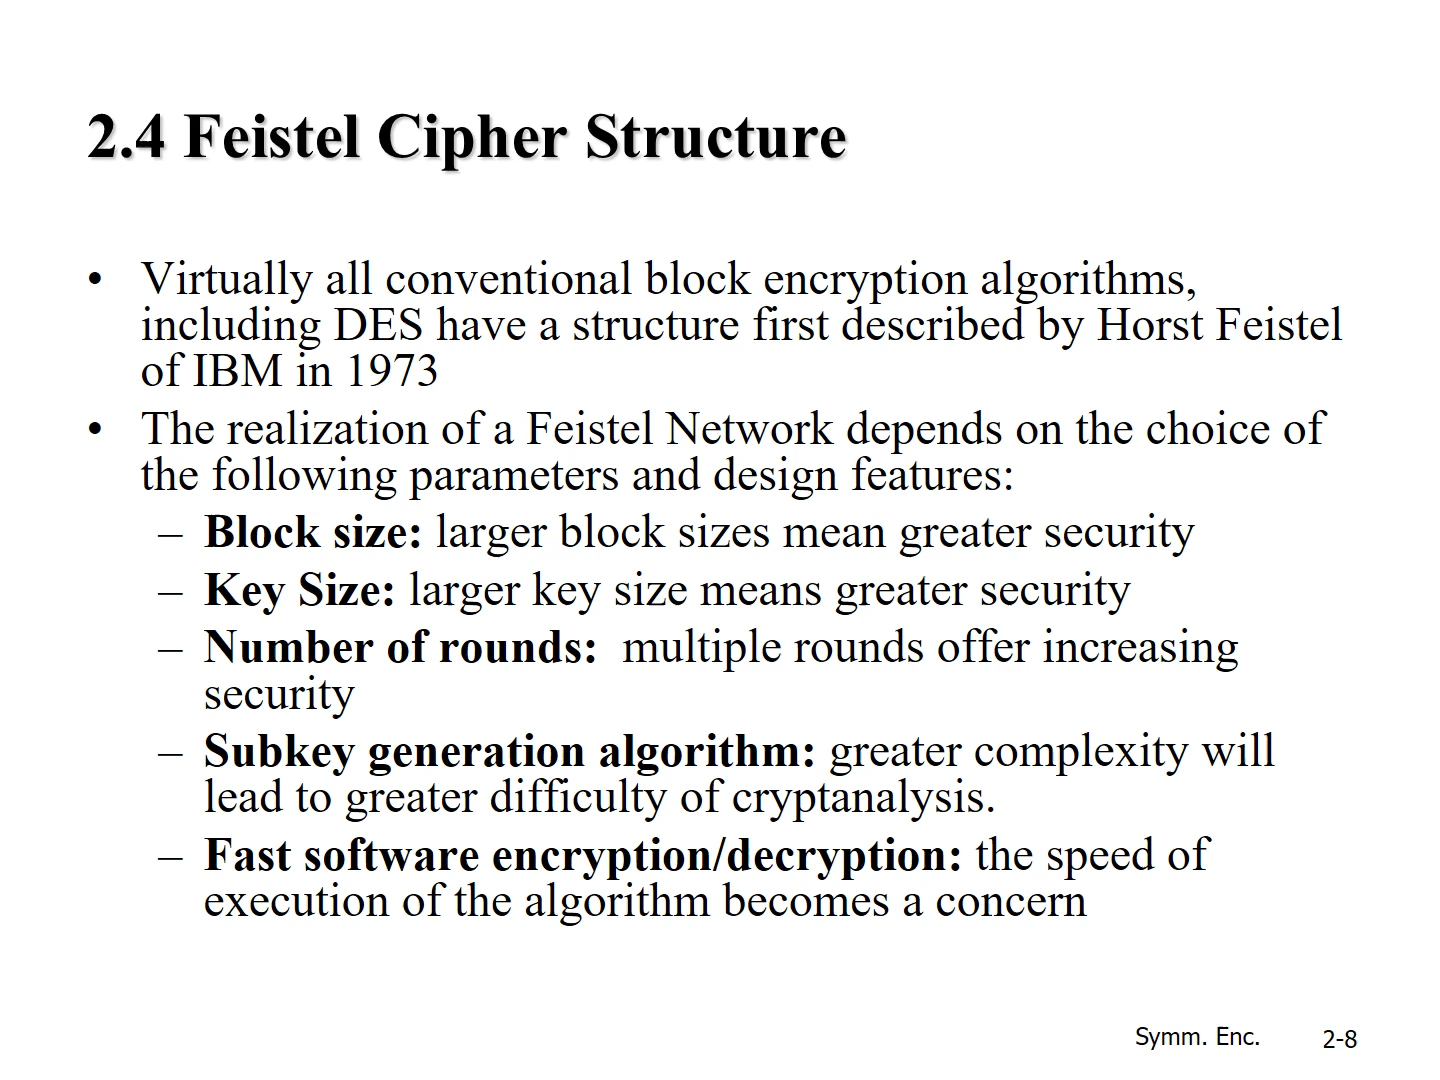 2.4 Feistel Cipher Structure
• Virtually all conventional block encryption algorithms,
including DES have a structure first described by Horst Feistel
of IBM in 1973
• The realization of a Feistel Network depends on the choice of
the following parameters and design features:
– Block size: larger block sizes mean greater security
– Key Size: larger key size means greater security
– Number of rounds:  multiple rounds offer increasing
security
– Subkey generation algorithm: greater complexity will
lead to greater difficulty of cryptanalysis.
– Fast software encryption/decryption: the speed of
execution of the algorithm becomes a concern
Symm. Enc. 2-8